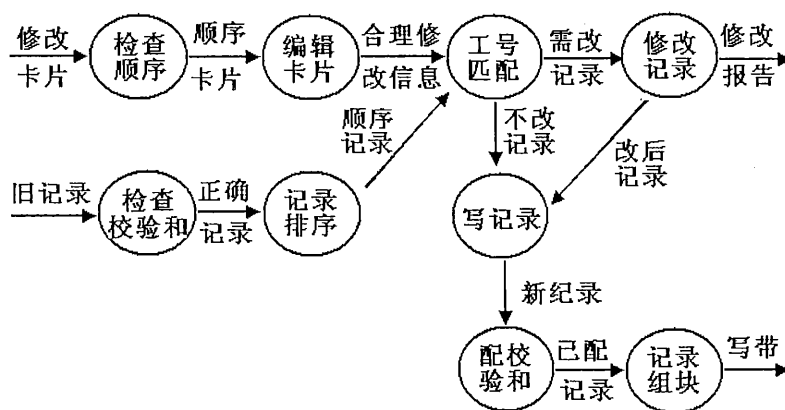 修改
卡片
检查
顺序
顺序
卡片
编辑
卡片
合理修
改信息
工号
匹配
需改
记录
修改
记录
修改
报告
顺序
记录
不改
记录
改后
记录
旧记录
检查
校验和
正确
记录
记录
排序
写记录
新纪录
配校
验和
已配
记录
记录
组块
写带